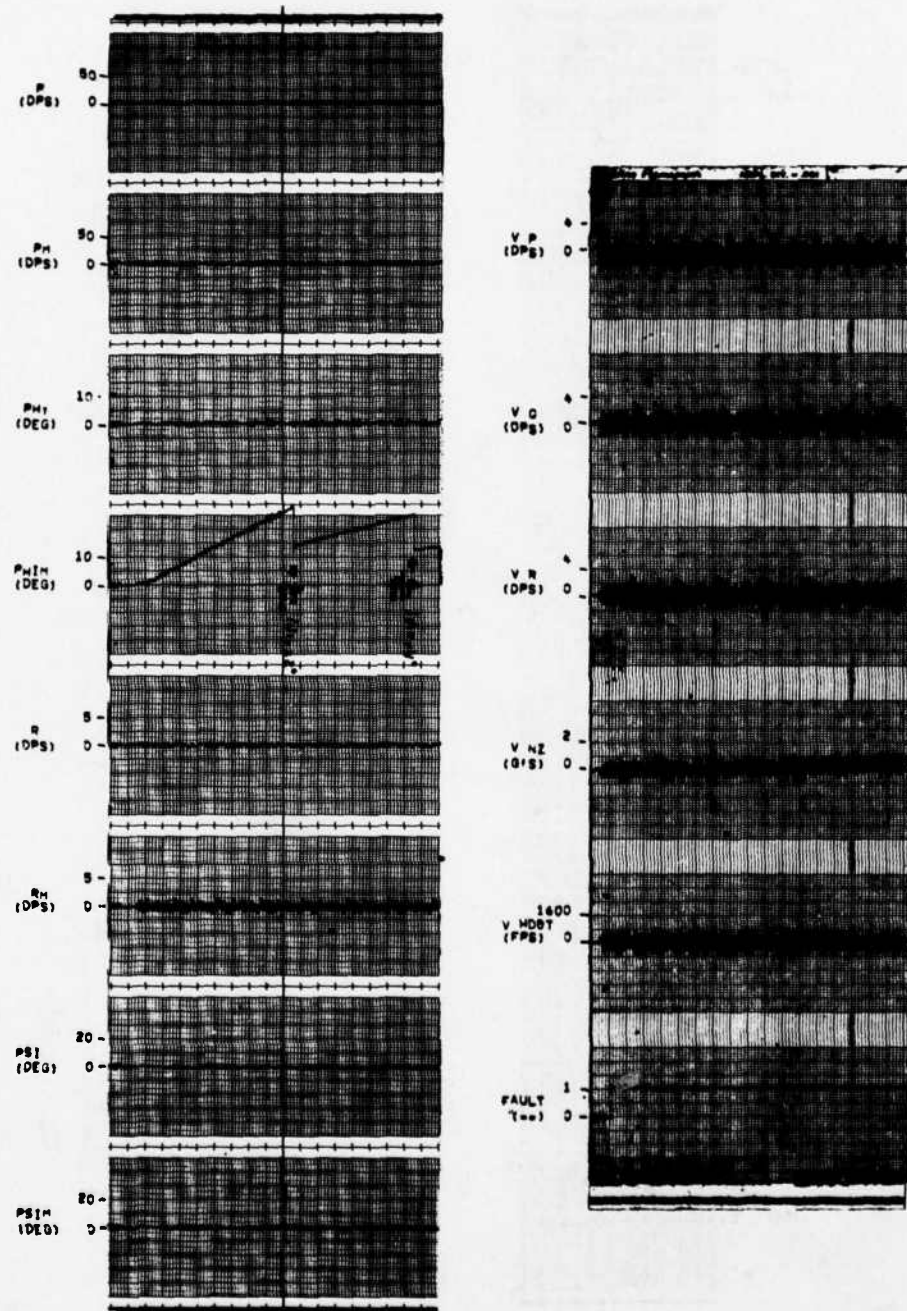 P
(DPS)
50
0
PM
(DPS)
50
0
PHI
(DEG)
10
0
PHIM
(DEG)
10
0
R
(DPS)
5
0
RM
(DPS)
5
0
PSI
(DEG)
20
0
PSIM
(DEG)
20
0
V P
(DPS)
4
0
V Q
(DPS)
4
0
V R
(DPS)
4
0
V NZ
(G'S)
2
0
V HDOT
(FPS)
1600
0
FAULT
1
0